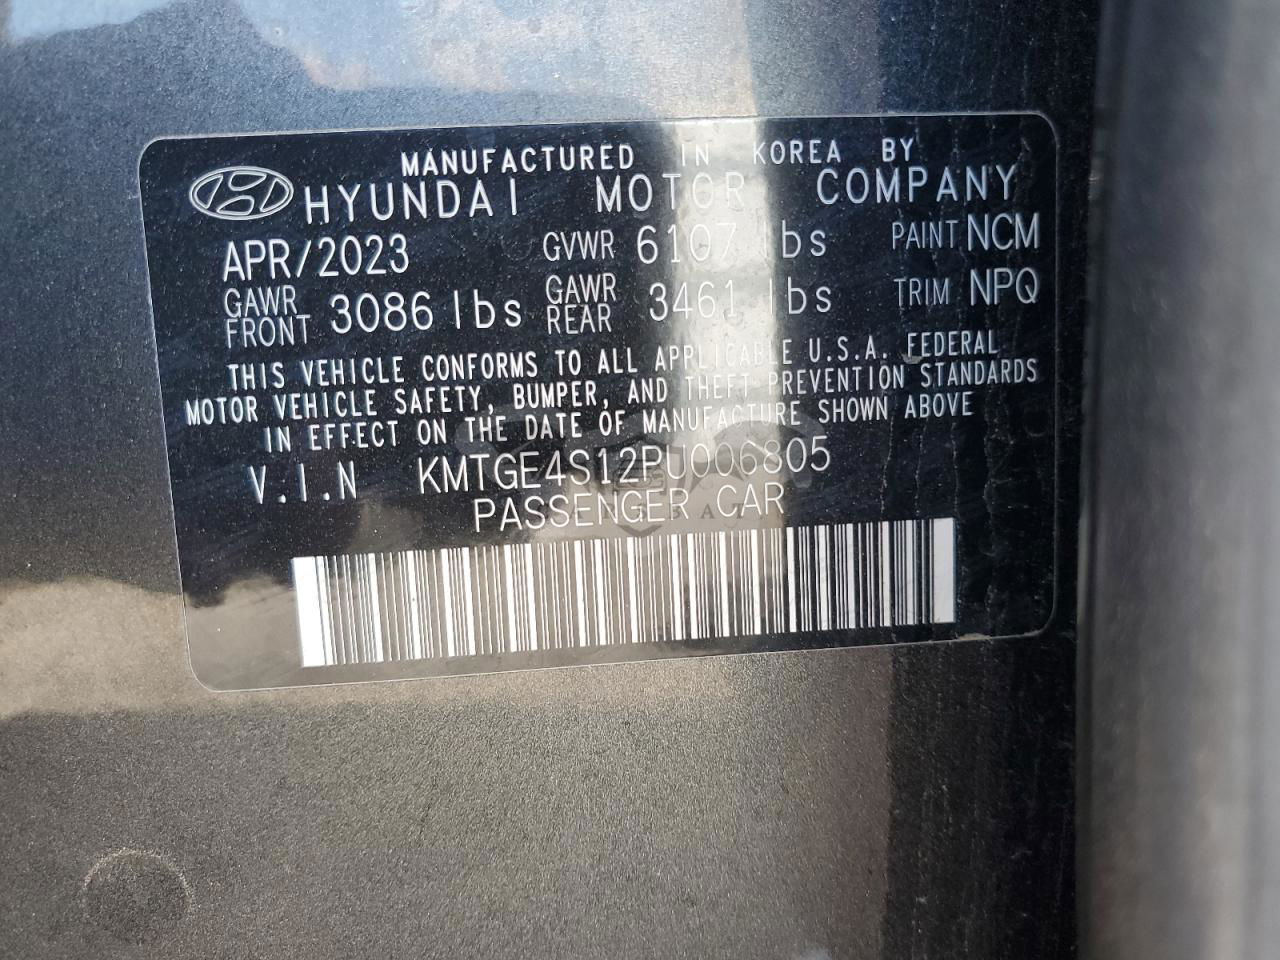 MANUFACTURED IN KOREA BY
HYUNDAI MOTOR COMPANY
APR/2023 GVWR 6107 lbs PAINT NCM
GAWR FRONT 3086 lbs GAWR REAR 3461 lbs TRIM NPQ
THIS VEHICLE CONFORMS TO ALL APPLICABLE U.S.A. FEDERAL
MOTOR VEHICLE SAFETY, BUMPER, AND THEFT PREVENTION STANDARDS
IN EFFECT ON THE DATE OF MANUFACTURE SHOWN ABOVE
V.I.N KMTGE4S12PU006805
PASSENGER CAR